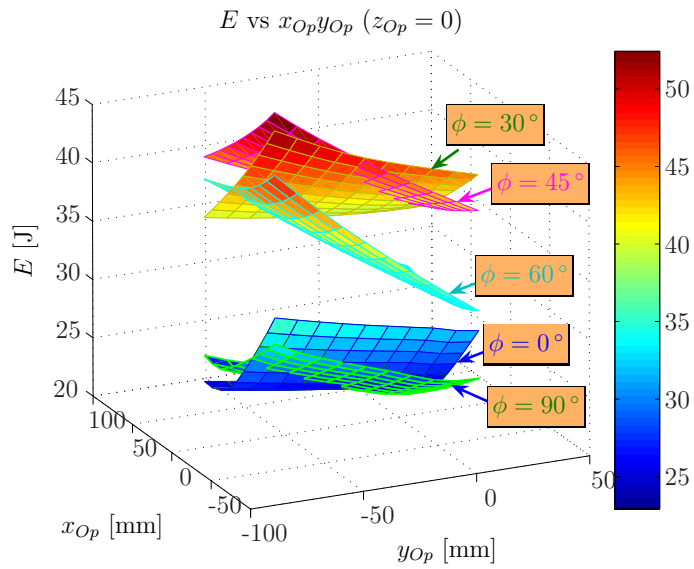 E vs x_{Op}y_{Op} (z_{Op} = 0)
45
40
35
30
25
20
E [J]
100
50
0
-50
x_{Op} [mm]
-100
-50
0
50
y_{Op} [mm]
ϕ = 30°
ϕ = 45°
ϕ = 60°
ϕ = 0°
ϕ = 90°
50
45
40
35
30
25